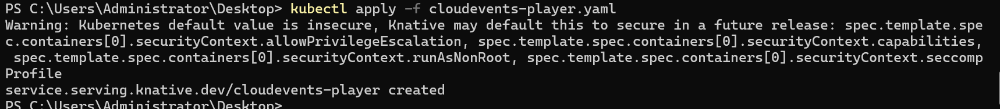 PS C:\Users\Administrator\Desktop> kubectl apply -f cloudevents-player.yaml
Warning: Kubernetes default value is insecure, Knative may default this to secure in a future release: spec.template.spe
c.containers[0].securityContext.allowPrivilegeEscalation, spec.template.spec.containers[0].securityContext.capabilities,
 spec.template.spec.containers[0].securityContext.runAsNonRoot, spec.template.spec.containers[0].securityContext.seccomp
Profile
service.serving.knative.dev/cloudevents-player created
PS C:\Users\Administrator\Desktop>